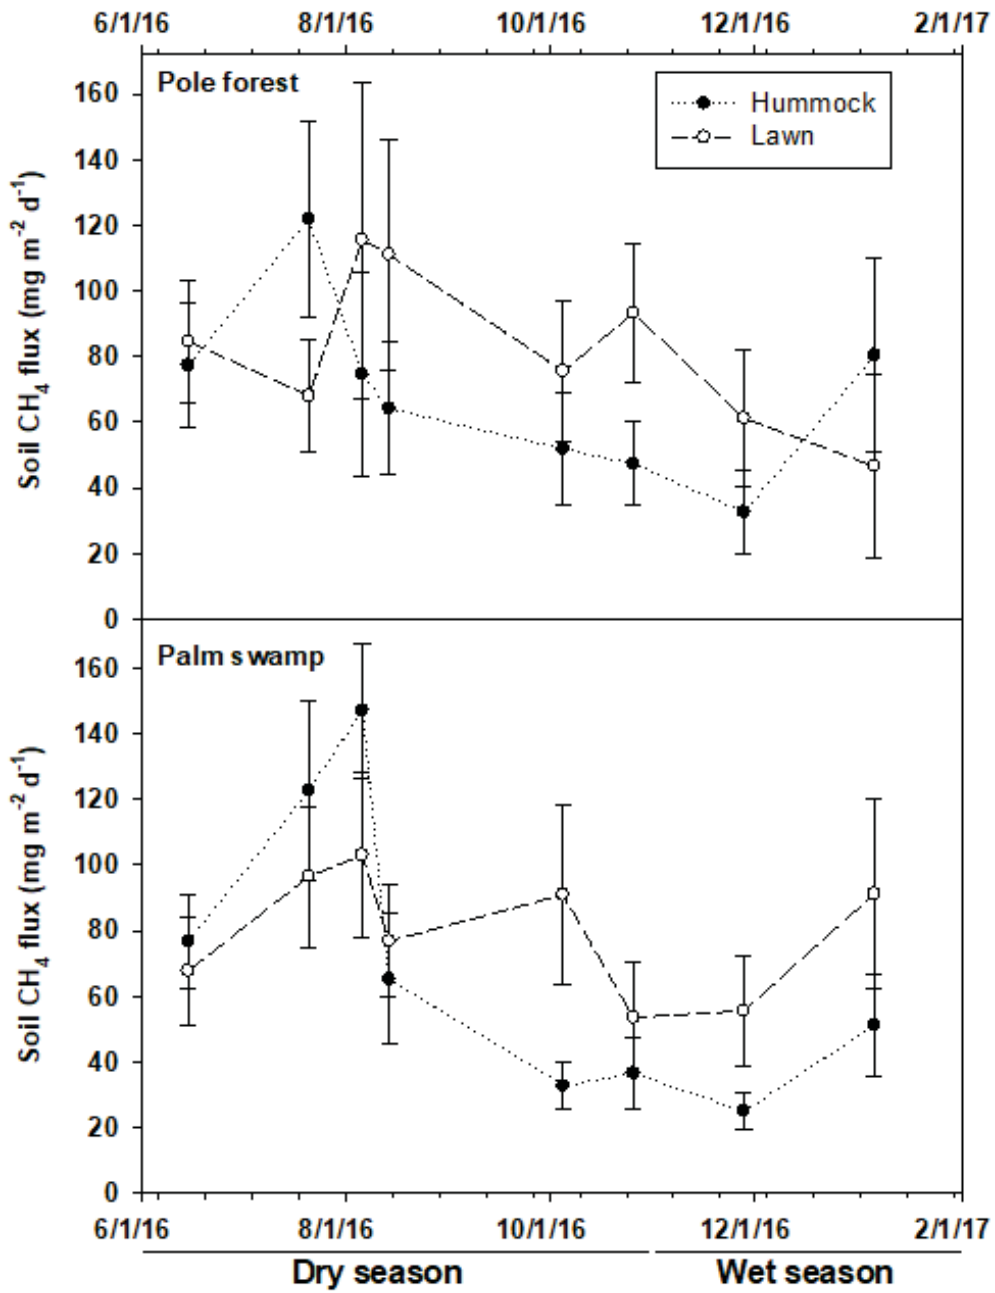 6/1/16 8/1/16 10/1/16 12/1/16 2/1/17
Pole forest
Hummock
Lawn
160
140
120
100
80
60
40
20
0
Soil CH4 flux (mg m-2 d-1)
Palm swamp
160
140
120
100
80
60
40
20
0
Soil CH4 flux (mg m-2 d-1)
6/1/16 8/1/16 10/1/16 12/1/16 2/1/17
Dry season Wet season